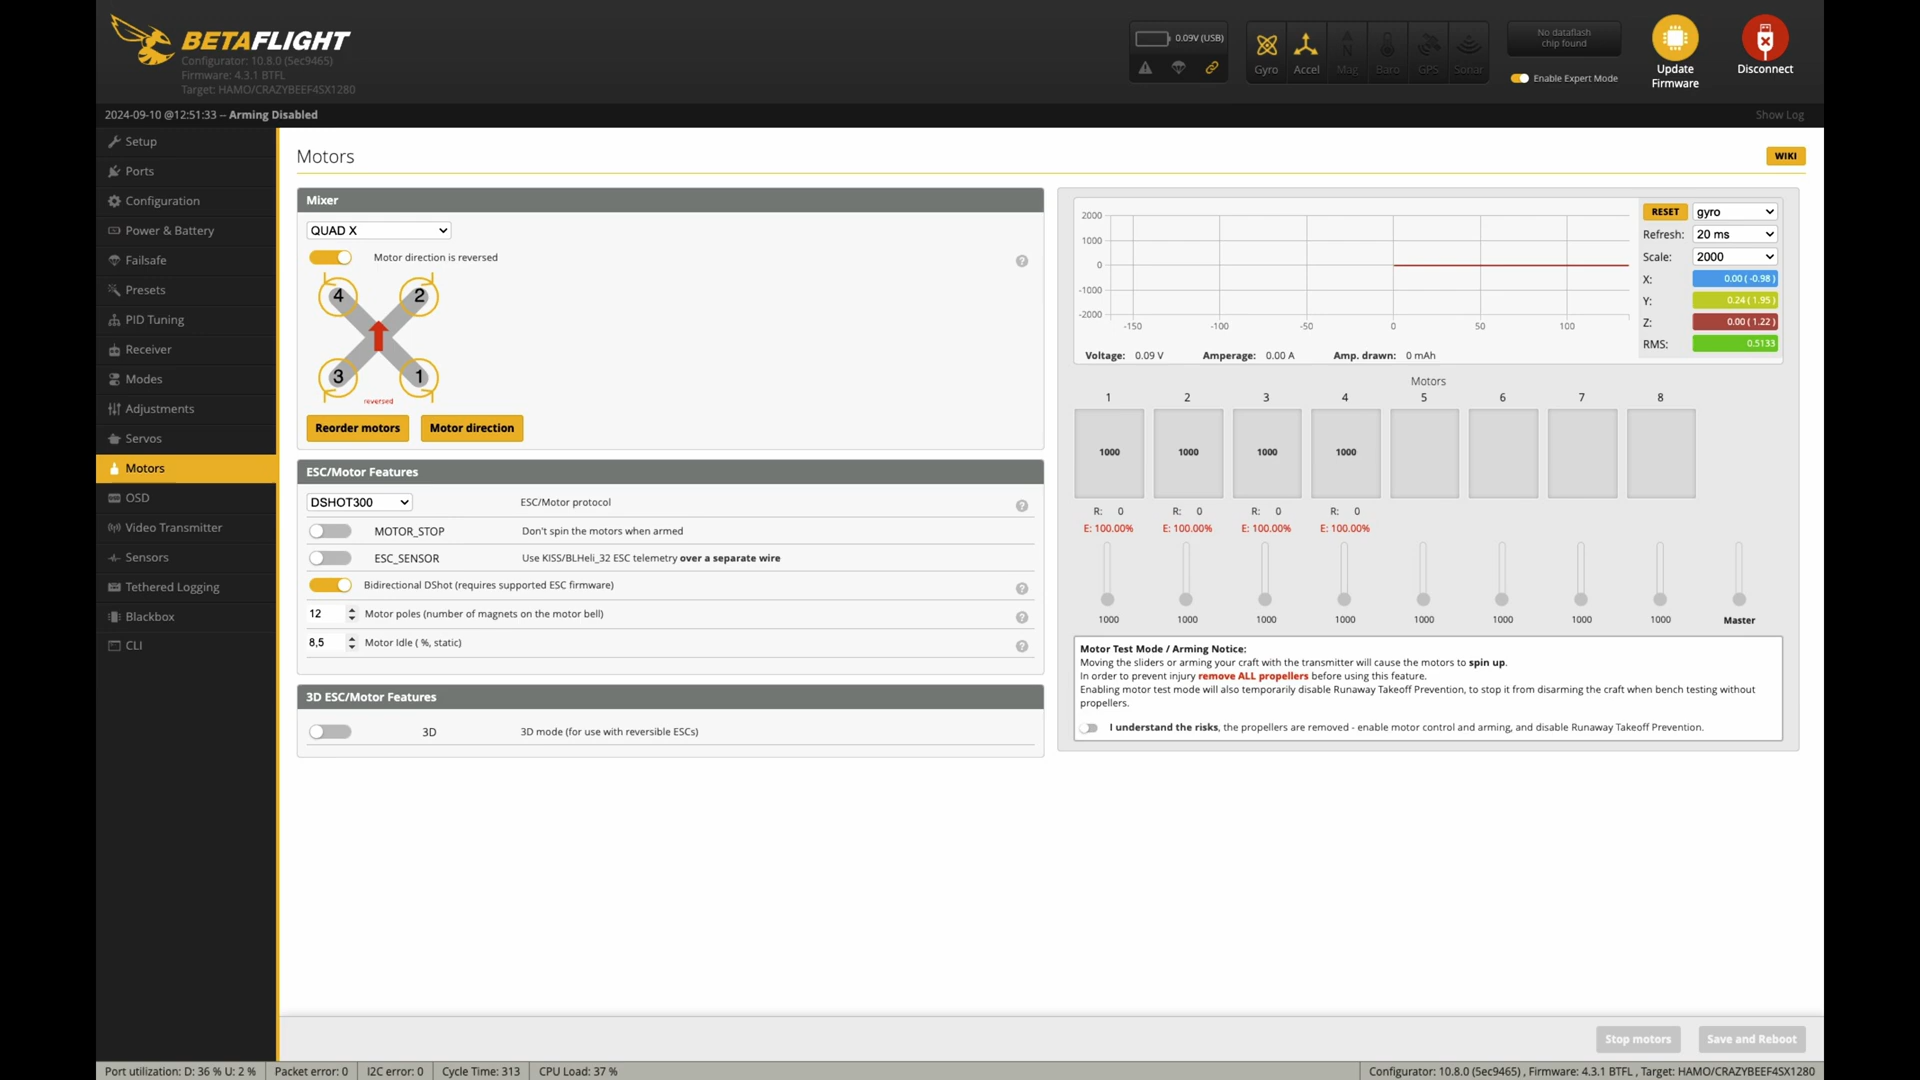 BETAFLIGHT
Configurator: 10.8.0 (5ec9465)
Firmware: 4.3.1 BTFL
Target: HAMO/CRAZYBEEF4SX1280
0.09V (USB)
Gyro
Accel
Mag
Baro
GPS
Sonar
No dataflash
chip found
Enable Expert Mode
Update
Firmware
Disconnect
2024-09-10 @12:51:33 -- Arming Disabled
Show Log
Setup
Ports
Configuration
Power & Battery
Failsafe
Presets
PID Tuning
Receiver
Modes
Adjustments
Servos
Motors
OSD
Video Transmitter
Sensors
Tethered Logging
Blackbox
CLI
Motors
WIKI
Mixer
QUAD X
Motor direction is reversed
4
2
3
1
reversed
Reorder motors
Motor direction
ESC/Motor Features
DSHOT300
ESC/Motor protocol
MOTOR_STOP
Don't spin the motors when armed
ESC_SENSOR
Use KISS/BLHeli_32 ESC telemetry over a separate wire
Bidirectional DShot (requires supported ESC firmware)
12
Motor poles (number of magnets on the motor bell)
8,5
Motor Idle ( %, static)
3D ESC/Motor Features
3D
3D mode (for use with reversible ESCs)
2000
1000
0
-1000
-2000
-150
-100
-50
0
50
100
RESET
gyro
Refresh:
20 ms
Scale:
2000
X:
0.00 ( -0.98 )
Y:
0.24 ( 1.95 )
Z:
0.00 ( 1.22 )
RMS:
0.5133
Voltage: 0.09 V
Amperage: 0.00 A
Amp. drawn: 0 mAh
Motors
1 2 3 4 5 6 7 8
1000 1000 1000 1000
R: 0 R: 0 R: 0 R: 0
E: 100.00% E: 100.00% E: 100.00% E: 100.00%
1000 1000 1000 1000 1000 1000 1000 1000 Master
Motor Test Mode / Arming Notice:
Moving the sliders or arming your craft with the transmitter will cause the motors to spin up.
In order to prevent injury remove ALL propellers before using this feature.
Enabling motor test mode will also temporarily disable Runaway Takeoff Prevention, to stop it from disarming the craft when bench testing without
propellers.
I understand the risks, the propellers are removed - enable motor control and arming, and disable Runaway Takeoff Prevention.
Stop motors
Save and Reboot
Port utilization: D: 36 % U: 2 %
Packet error: 0
I2C error: 0
Cycle Time: 313
CPU Load: 37 %
Configurator: 10.8.0 (5ec9465) , Firmware: 4.3.1 BTFL , Target: HAMO/CRAZYBEEF4SX1280